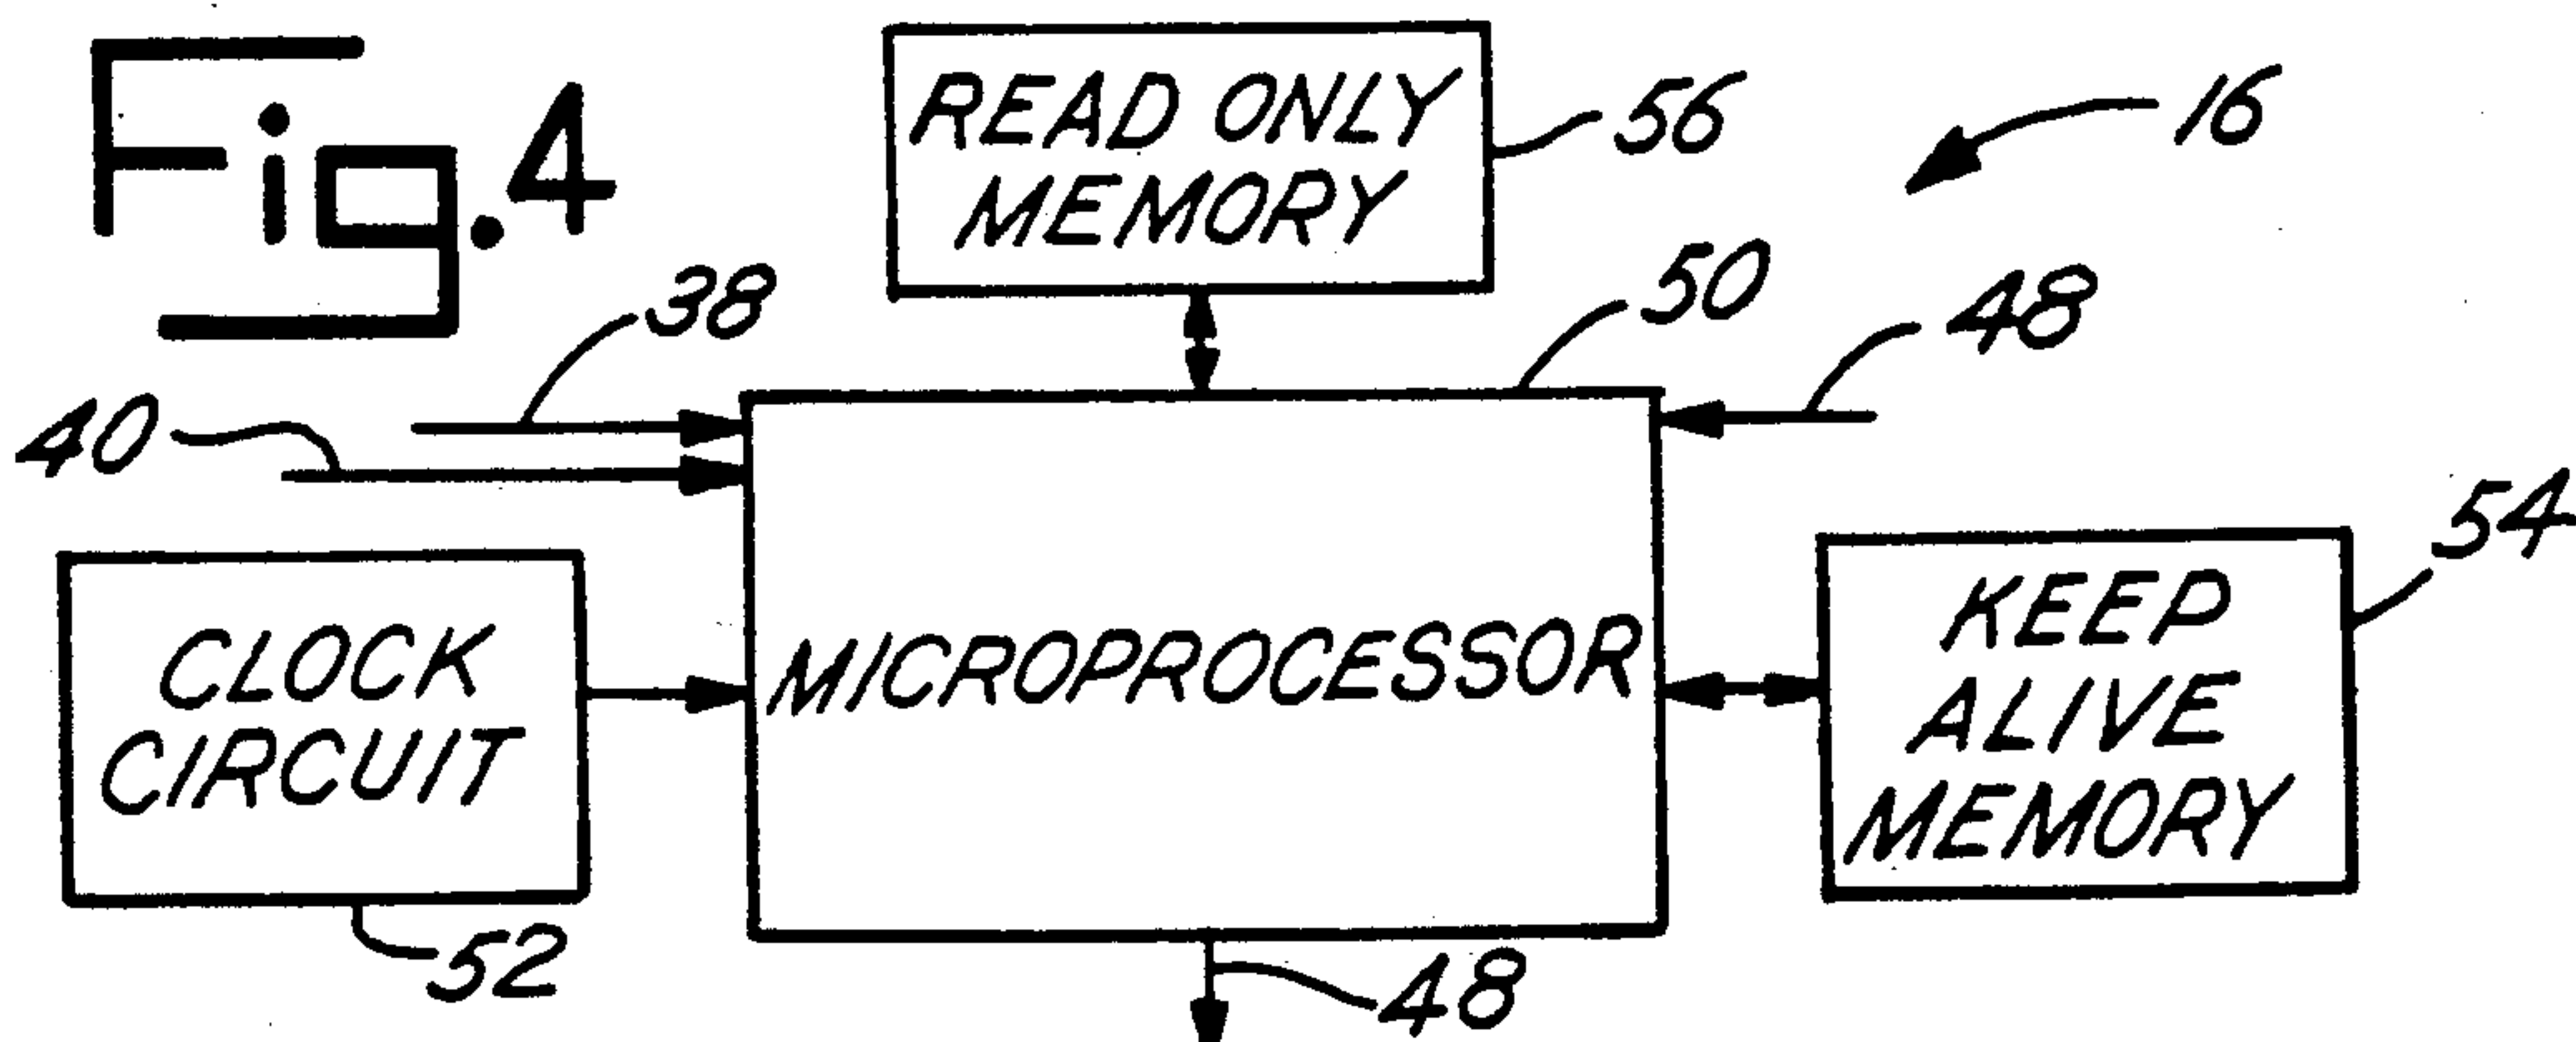 Fig.4
READ ONLY
MEMORY
56
16
38
50
48
40
54
CLOCK
CIRCUIT
MICROPROCESSOR
KEEP
ALIVE
MEMORY
52
48